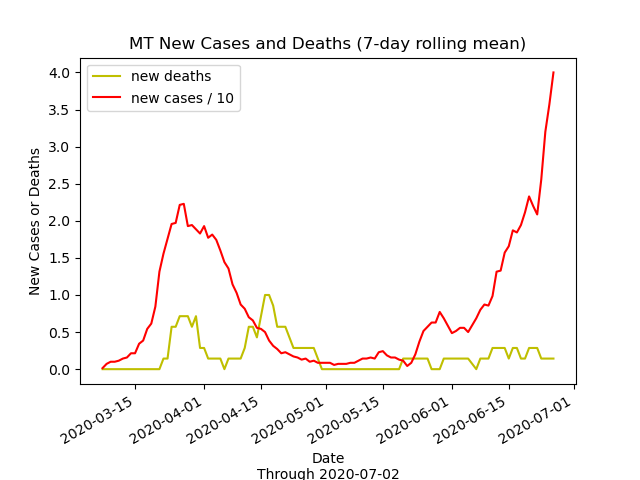 MT New Cases and Deaths (7-day rolling mean)
new deaths
new cases / 10
New Cases or Deaths
4.0
3.5
3.0
2.5
2.0
1.5
1.0
0.5
0.0
2020-03-15
2020-04-01
2020-04-15
2020-05-01
2020-05-15
2020-06-01
2020-06-15
2020-07-01
Date
Through 2020-07-02